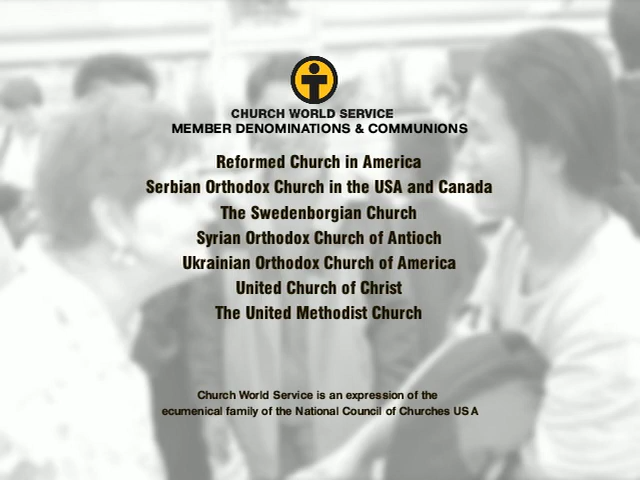 CHURCH WORLD SERVICE
MEMBER DENOMINATIONS & COMMUNIONS
Reformed Church in America
Serbian Orthodox Church in the USA and Canada
The Swedenborgian Church
Syrian Orthodox Church of Antioch
Ukrainian Orthodox Church of America
United Church of Christ
The United Methodist Church
Church World Service is an expression of the
ecumenical family of the National Council of Churches USA